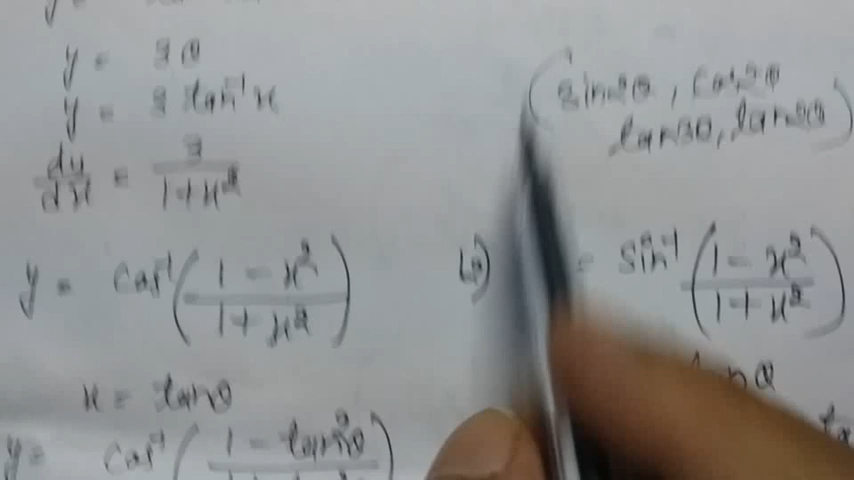 y = 3θ
y = 3 tan⁻¹x
dy/dx = 3/(1+x²)
(sin2θ, cos2θ
tan3θ, tan2θ)
y = cos⁻¹((1-x²)/(1+x²))
= sin⁻¹((1-x²)/(1+x²))
x = tanθ
y = cos⁻¹(1-tan²θ